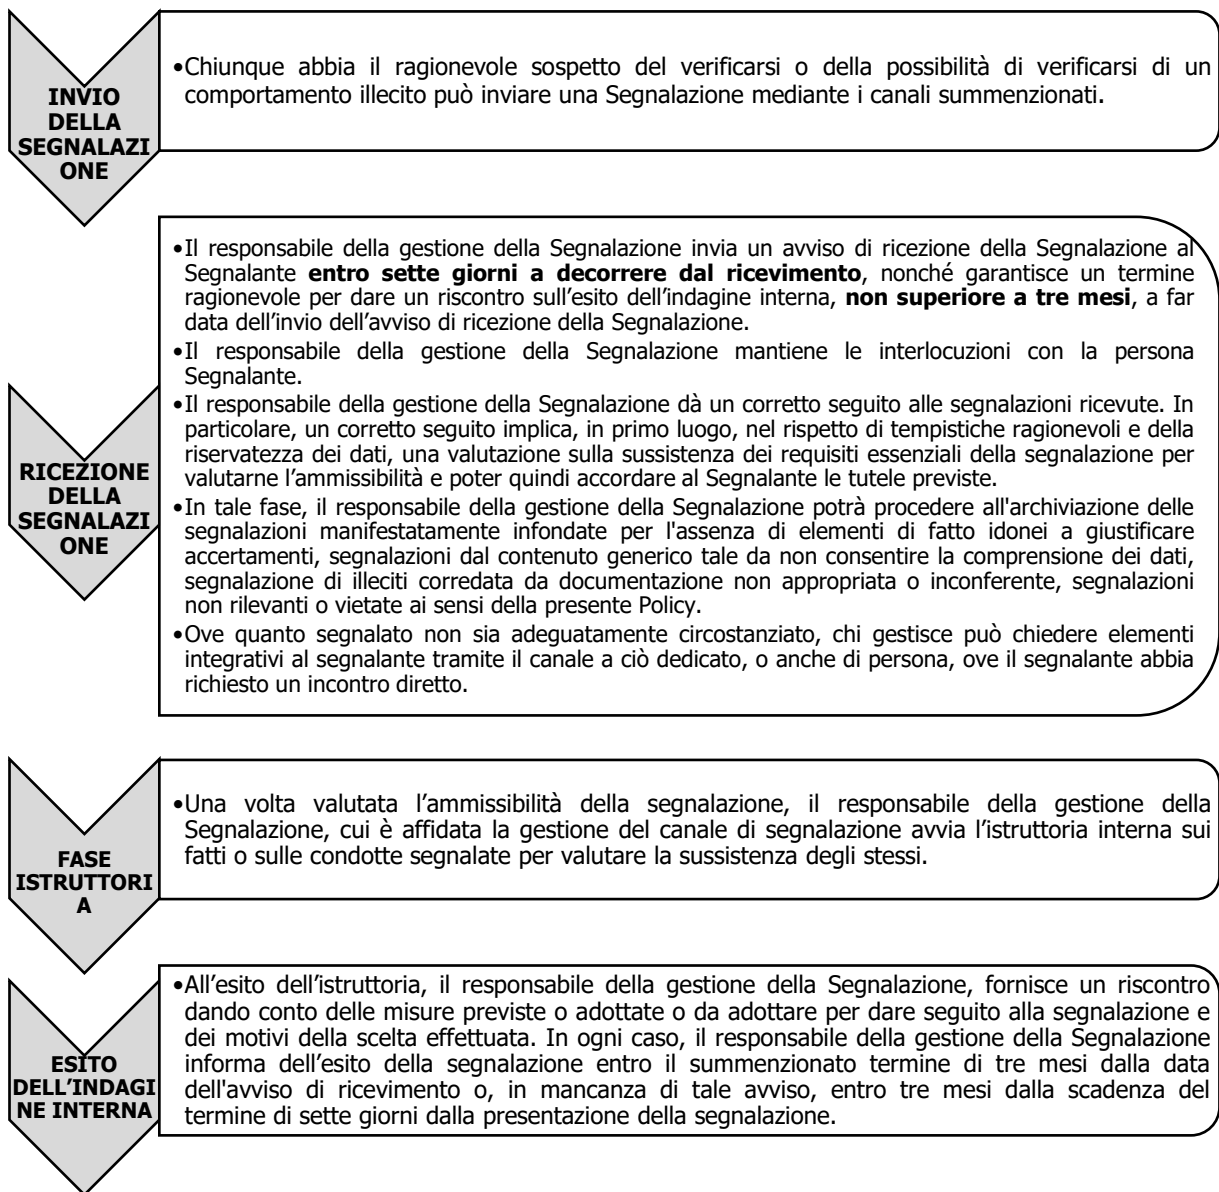 INVIO
DELLA
SEGNALAZI
ONE
•Chiunque abbia il ragionevole sospetto del verificarsi o della possibilità di verificarsi di un
comportamento illecito può inviare una Segnalazione mediante i canali summenzionati.
RICEZIONE
DELLA
SEGNALAZI
ONE
•Il responsabile della gestione della Segnalazione invia un avviso di ricezione della Segnalazione al
Segnalante entro sette giorni a decorrere dal ricevimento, nonché garantisce un termine
ragionevole per dare un riscontro sull’esito dell’indagine interna, non superiore a tre mesi, a far
data dell’invio dell’avviso di ricezione della Segnalazione.
•Il responsabile della gestione della Segnalazione mantiene le interlocuzioni con la persona
Segnalante.
•Il responsabile della gestione della Segnalazione dà un corretto seguito alle segnalazioni ricevute. In
particolare, un corretto seguito implica, in primo luogo, nel rispetto di tempistiche ragionevoli e della
riservatezza dei dati, una valutazione sulla sussistenza dei requisiti essenziali della segnalazione per
valutarne l’ammissibilità e poter quindi accordare al Segnalante le tutele previste.
•In tale fase, il responsabile della gestione della Segnalazione potrà procedere all'archiviazione delle
segnalazioni manifestatamente infondate per l'assenza di elementi di fatto idonei a giustificare
accertamenti, segnalazioni dal contenuto generico tale da non consentire la comprensione dei dati,
segnalazione di illeciti corredata da documentazione non appropriata o inconferente, segnalazioni
non rilevanti o vietate ai sensi della presente Policy.
•Ove quanto segnalato non sia adeguatamente circostanziato, chi gestisce può chiedere elementi
integrativi al segnalante tramite il canale a ciò dedicato, o anche di persona, ove il segnalante abbia
richiesto un incontro diretto.
FASE
ISTRUTTORI
A
•Una volta valutata l’ammissibilità della segnalazione, il responsabile della gestione della
Segnalazione, cui è affidata la gestione del canale di segnalazione avvia l’istruttoria interna sui
fatti o sulle condotte segnalate per valutare la sussistenza degli stessi.
ESITO
DELL’INDAGI
NE INTERNA
•All’esito dell’istruttoria, il responsabile della gestione della Segnalazione, fornisce un riscontro
dando conto delle misure previste o adottate o da adottare per dare seguito alla segnalazione e
dei motivi della scelta effettuata. In ogni caso, il responsabile della gestione della Segnalazione
informa dell’esito della segnalazione entro il summenzionato termine di tre mesi dalla data
dell'avviso di ricevimento o, in mancanza di tale avviso, entro tre mesi dalla scadenza del
termine di sette giorni dalla presentazione della segnalazione.